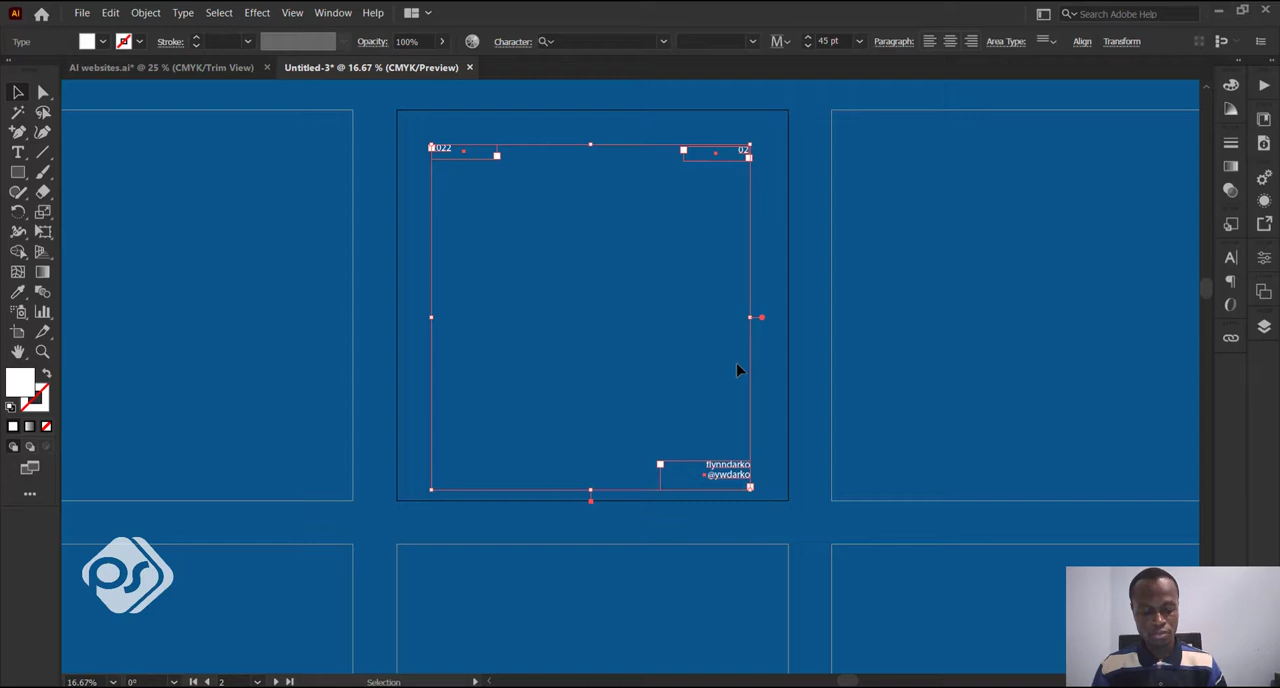 Ai
File
Edit
Object
Type
Select
Effect
View
Window
Help
Search Adobe Help
Type
Stroke:
Opacity:
100%
Character:
45 pt
Paragraph:
Area Type:
Align
Transform
AI websites.ai* @ 25 % (CMYK/Trim View)
Untitled-3* @ 16.67 % (CMYK/Preview)
2022
02
flynndarko
@ywdarko
ps
16.67%
0°
2
Selection